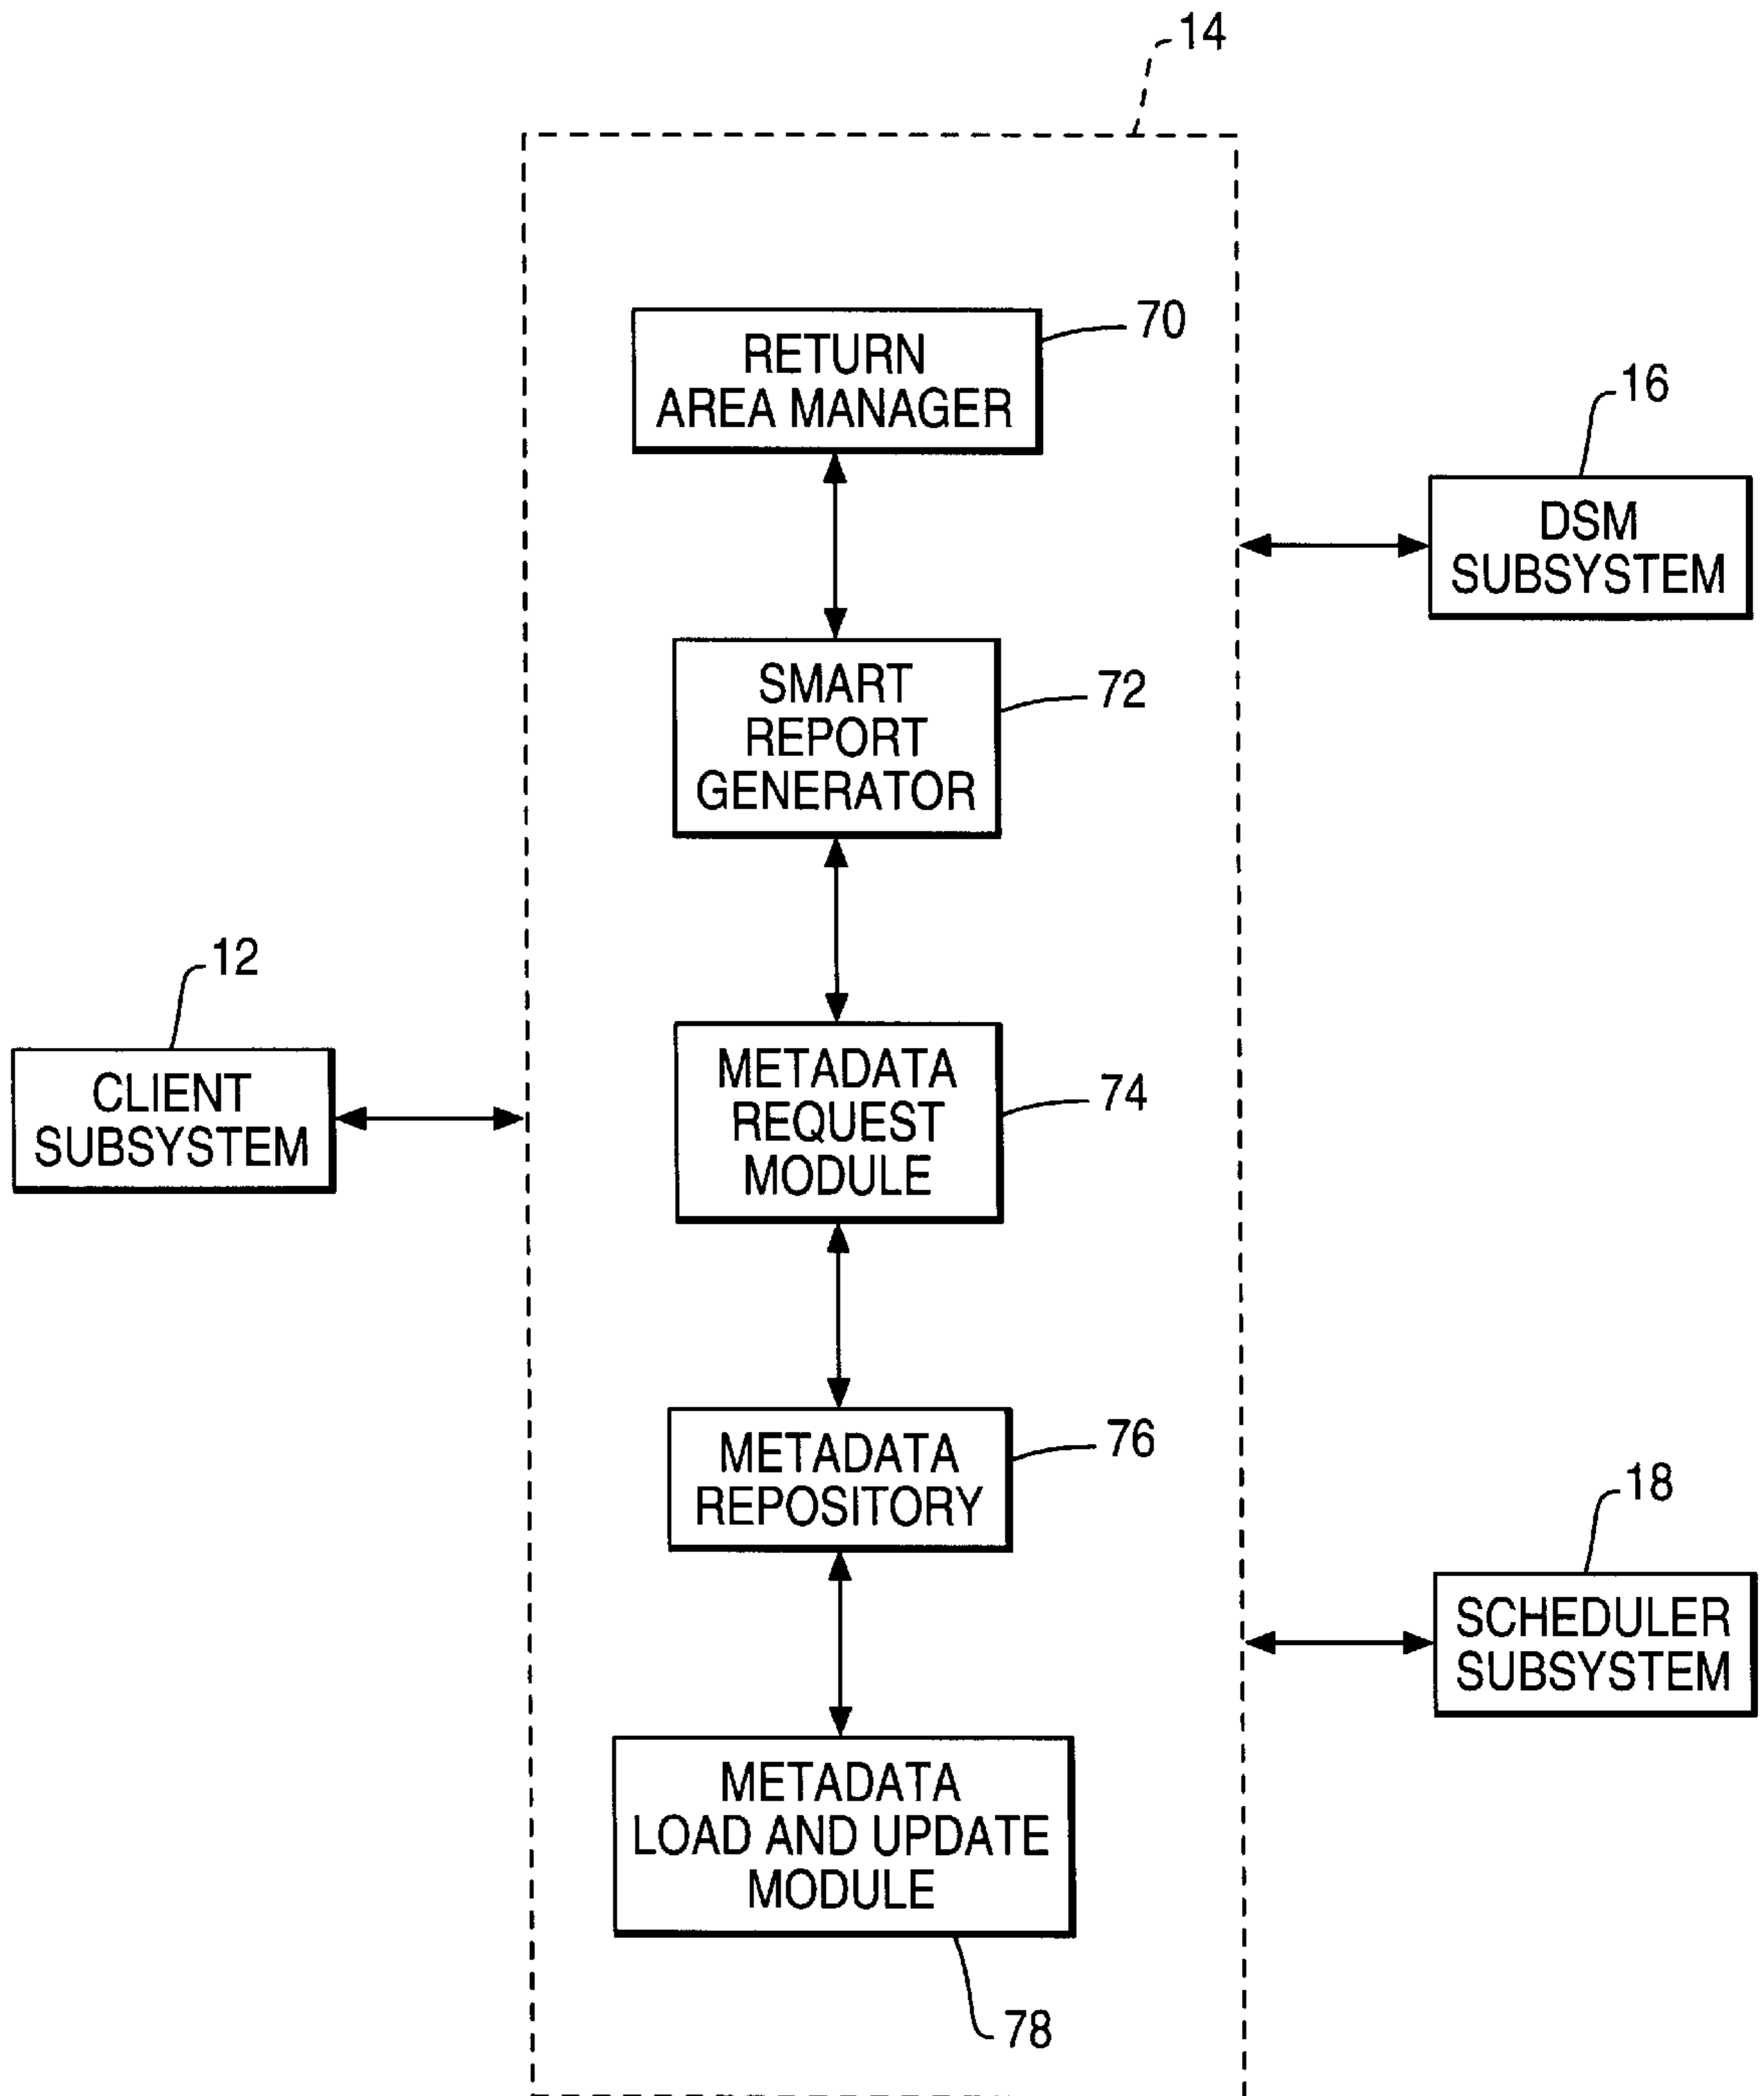 14
70
RETURN
AREA MANAGER
16
DSM
SUBSYSTEM
72
SMART
REPORT
GENERATOR
12
CLIENT
SUBSYSTEM
74
METADATA
REQUEST
MODULE
76
METADATA
REPOSITORY
18
SCHEDULER
SUBSYSTEM
METADATA
LOAD AND UPDATE
MODULE
78